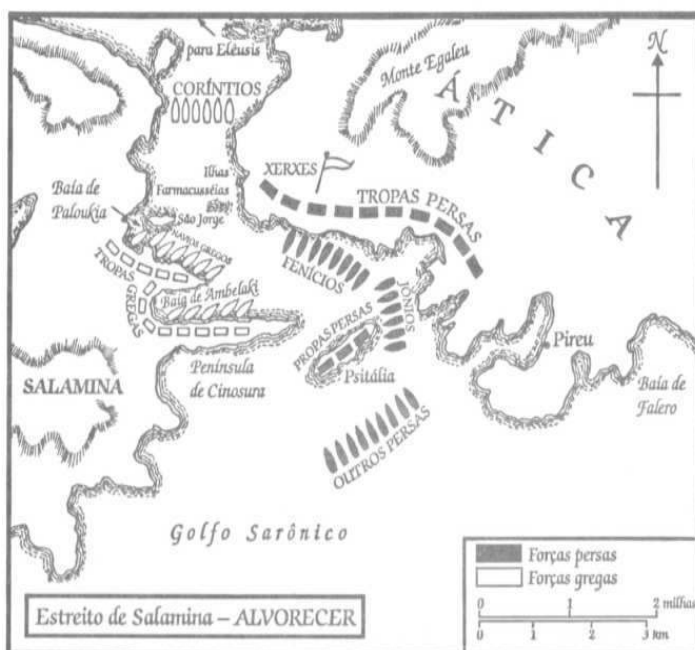 para Elêusis
CORÍNTIOS
Monte Egaleu
ÁTICA
N
XERXES
Ilhas
Farmacusséias
TROPAS PERSAS
Baía de
Paloukia
São Jorge
NAVIOS GREGOS
TROPAS
GREGAS
Baía de Ambelaki
FENÍCIOS
JÔNIOS
PROPAS PERSAS
Psitália
Pireu
Península
de Cinosura
SALAMINA
Baía de
Falero
OUTROS PERSAS
Golfo Sarônico
Forças persas
Forças gregas
0 1 2 milhas
0 1 2 3 km
Estreito de Salamina – ALVORECER